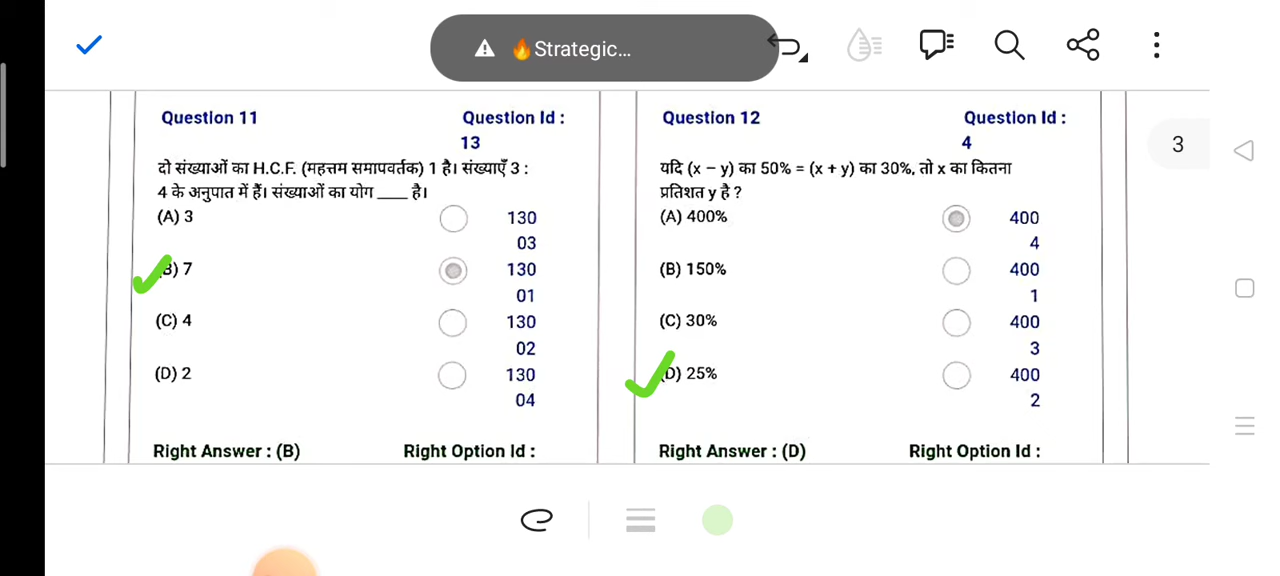 🔥Strategic...
3
Question 11
Question Id :
13
दो संख्याओं का H.C.F. (महत्तम समापवर्तक) 1 है। संख्याएँ 3 :
4 के अनुपात में हैं। संख्याओं का योग ____ है।
(A) 3
130
03
(B) 7
130
01
(C) 4
130
02
(D) 2
130
04
Right Answer : (B)
Right Option Id :
Question 12
Question Id :
4
यदि (x – y) का 50% = (x + y) का 30%, तो x का कितना
प्रतिशत y है ?
(A) 400%
400
4
(B) 150%
400
1
(C) 30%
400
3
(D) 25%
400
2
Right Answer : (D)
Right Option Id :